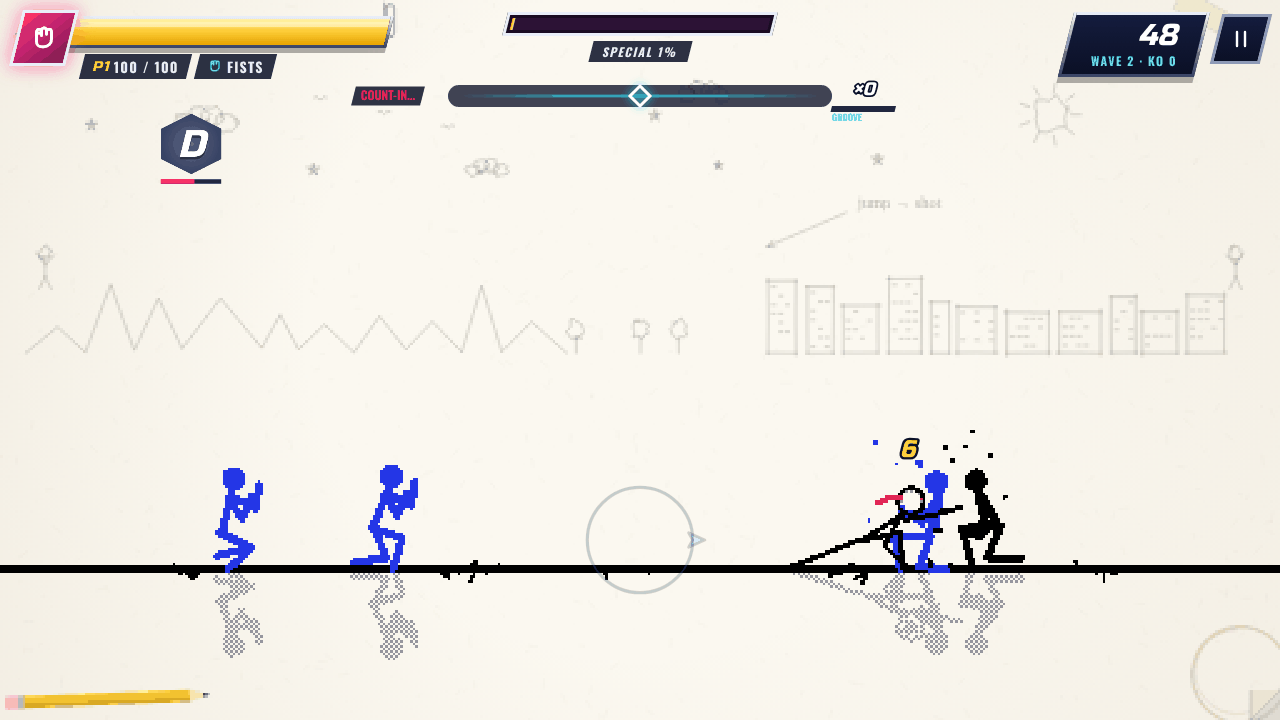 P1 100 / 100
FISTS
SPECIAL 1%
48
WAVE 2 · KO 0
COUNT-IN...
×0
GROOVE
D
jump → shot
6